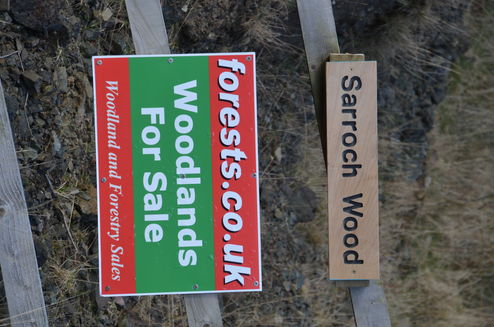 Sarroch Wood
forests.co.uk
Woodlands
For Sale
Woodland and Forestry Sales